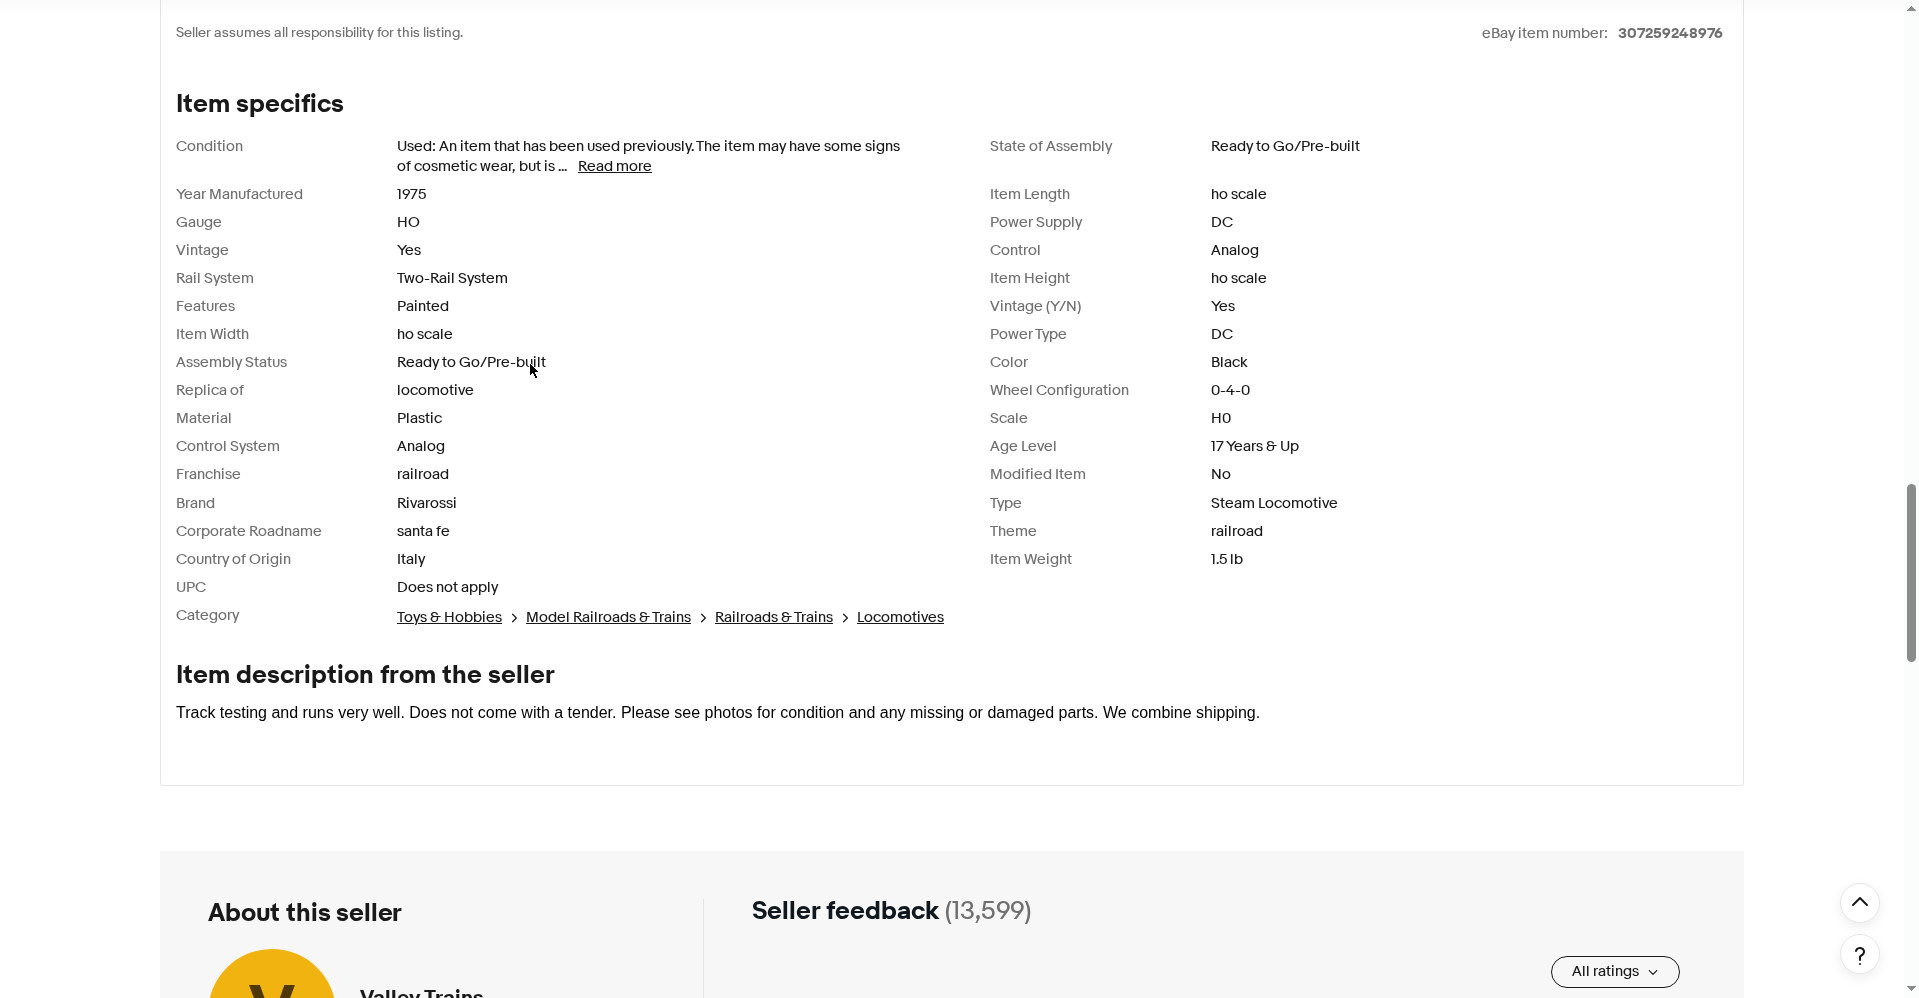 Seller assumes all responsibility for this listing.
eBay item number: 307259248976
Item specifics
Condition
Used: An item that has been used previously. The item may have some signs
of cosmetic wear, but is ... Read more
State of Assembly
Ready to Go/Pre-built
Year Manufactured
1975
Item Length
ho scale
Gauge
HO
Power Supply
DC
Vintage
Yes
Control
Analog
Rail System
Two-Rail System
Item Height
ho scale
Features
Painted
Vintage (Y/N)
Yes
Item Width
ho scale
Power Type
DC
Assembly Status
Ready to Go/Pre-built
Color
Black
Replica of
locomotive
Wheel Configuration
0-4-0
Material
Plastic
Scale
H0
Control System
Analog
Age Level
17 Years & Up
Franchise
railroad
Modified Item
No
Brand
Rivarossi
Type
Steam Locomotive
Corporate Roadname
santa fe
Theme
railroad
Country of Origin
Italy
Item Weight
1.5 lb
UPC
Does not apply
Category
Toys & Hobbies > Model Railroads & Trains > Railroads & Trains > Locomotives
Item description from the seller
Track testing and runs very well. Does not come with a tender. Please see photos for condition and any missing or damaged parts. We combine shipping.
About this seller
Seller feedback (13,599)
All ratings
V
Valley Trains
?